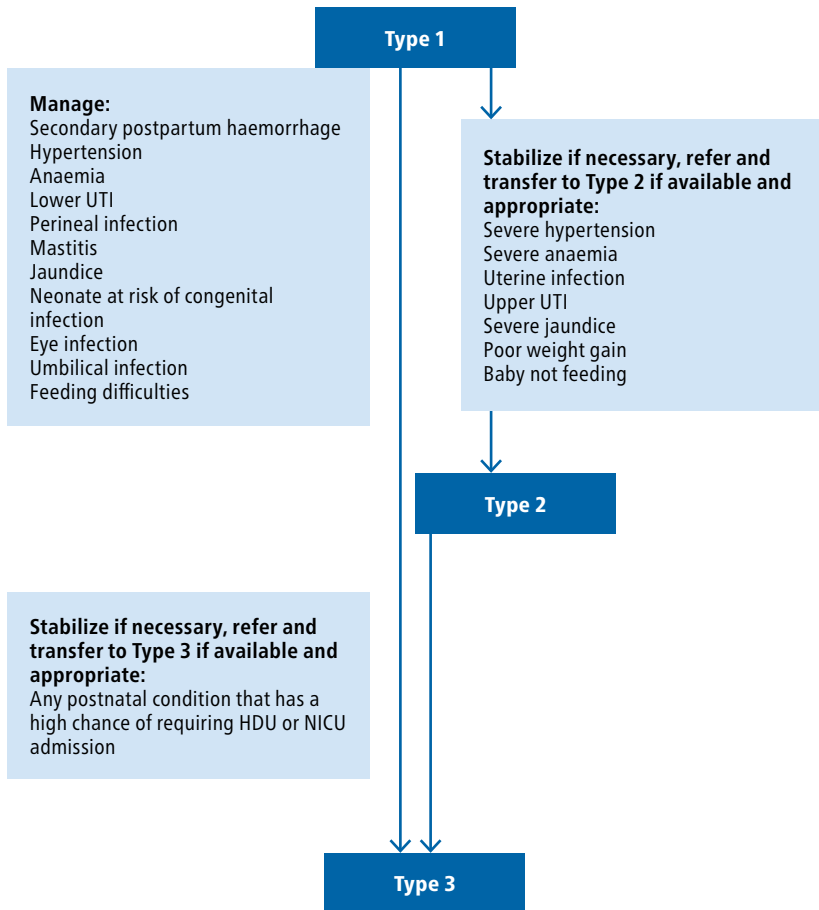 Type 1
Manage:
Secondary postpartum haemorrhage
Hypertension
Anaemia
Lower UTI
Perineal infection
Mastitis
Jaundice
Neonate at risk of congenital
infection
Eye infection
Umbilical infection
Feeding difficulties
Stabilize if necessary, refer and
transfer to Type 2 if available and
appropriate:
Severe hypertension
Severe anaemia
Uterine infection
Upper UTI
Severe jaundice
Poor weight gain
Baby not feeding
Type 2
Stabilize if necessary, refer and
transfer to Type 3 if available and
appropriate:
Any postnatal condition that has a
high chance of requiring HDU or NICU
admission
Type 3